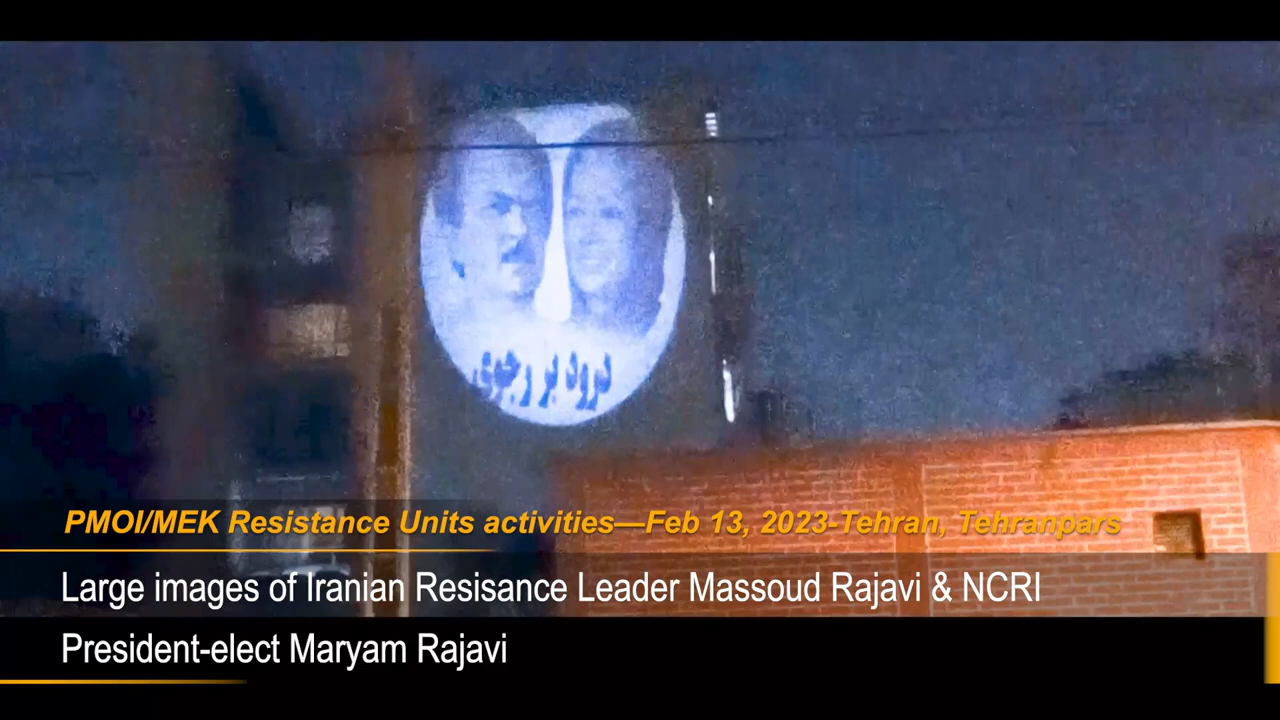 درود بر رجوی
PMOI/MEK Resistance Units activities—Feb 13, 2023-Tehran, Tehranpars
Large images of Iranian Resisance Leader Massoud Rajavi & NCRI
President-elect Maryam Rajavi